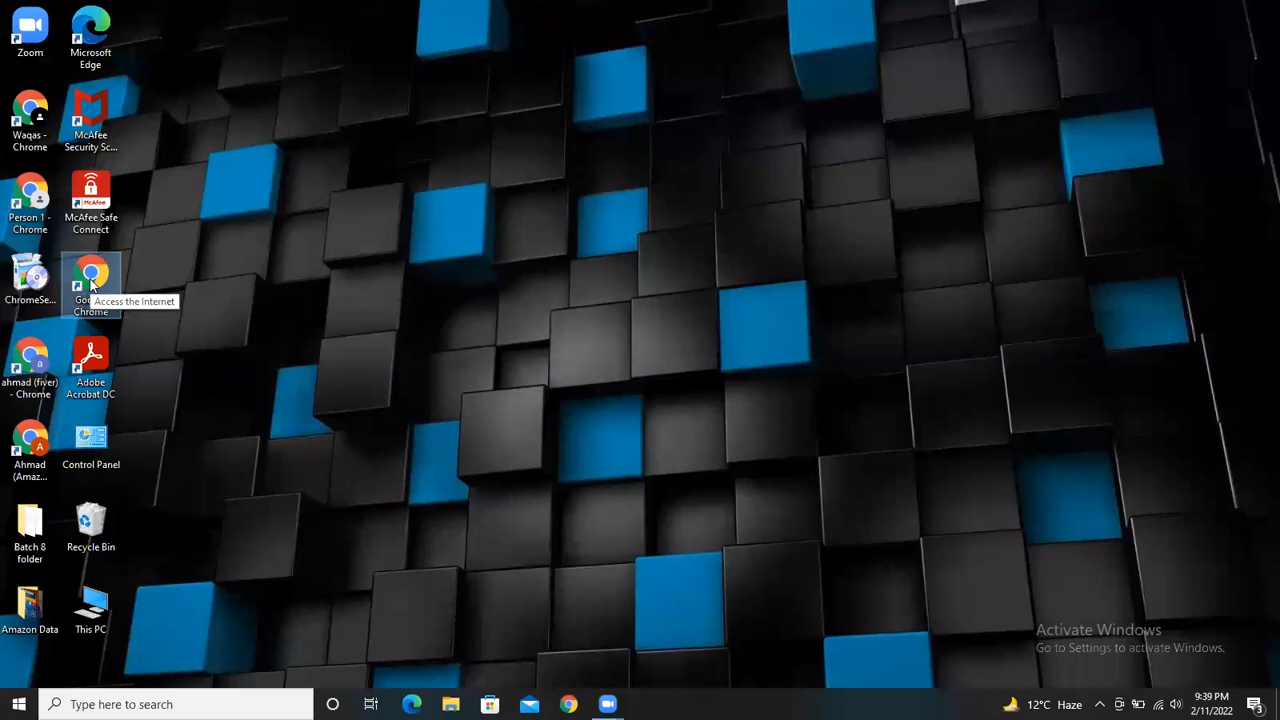 Zoom
Microsoft
Edge
Waqas -
Chrome
McAfee
Security Sc...
Person 1 -
Chrome
McAfee Safe
Connect
ChromeSe...
Chrome
Access the Internet
ahmad (fiver)
- Chrome
Adobe
Acrobat DC
Ahmad
(Amaz...
Control Panel
Batch 8
folder
Recycle Bin
Amazon Data
This PC
Activate Windows
Go to Settings to activate Windows.
Type here to search
12°C Haze
9:39 PM
2/11/2022
3